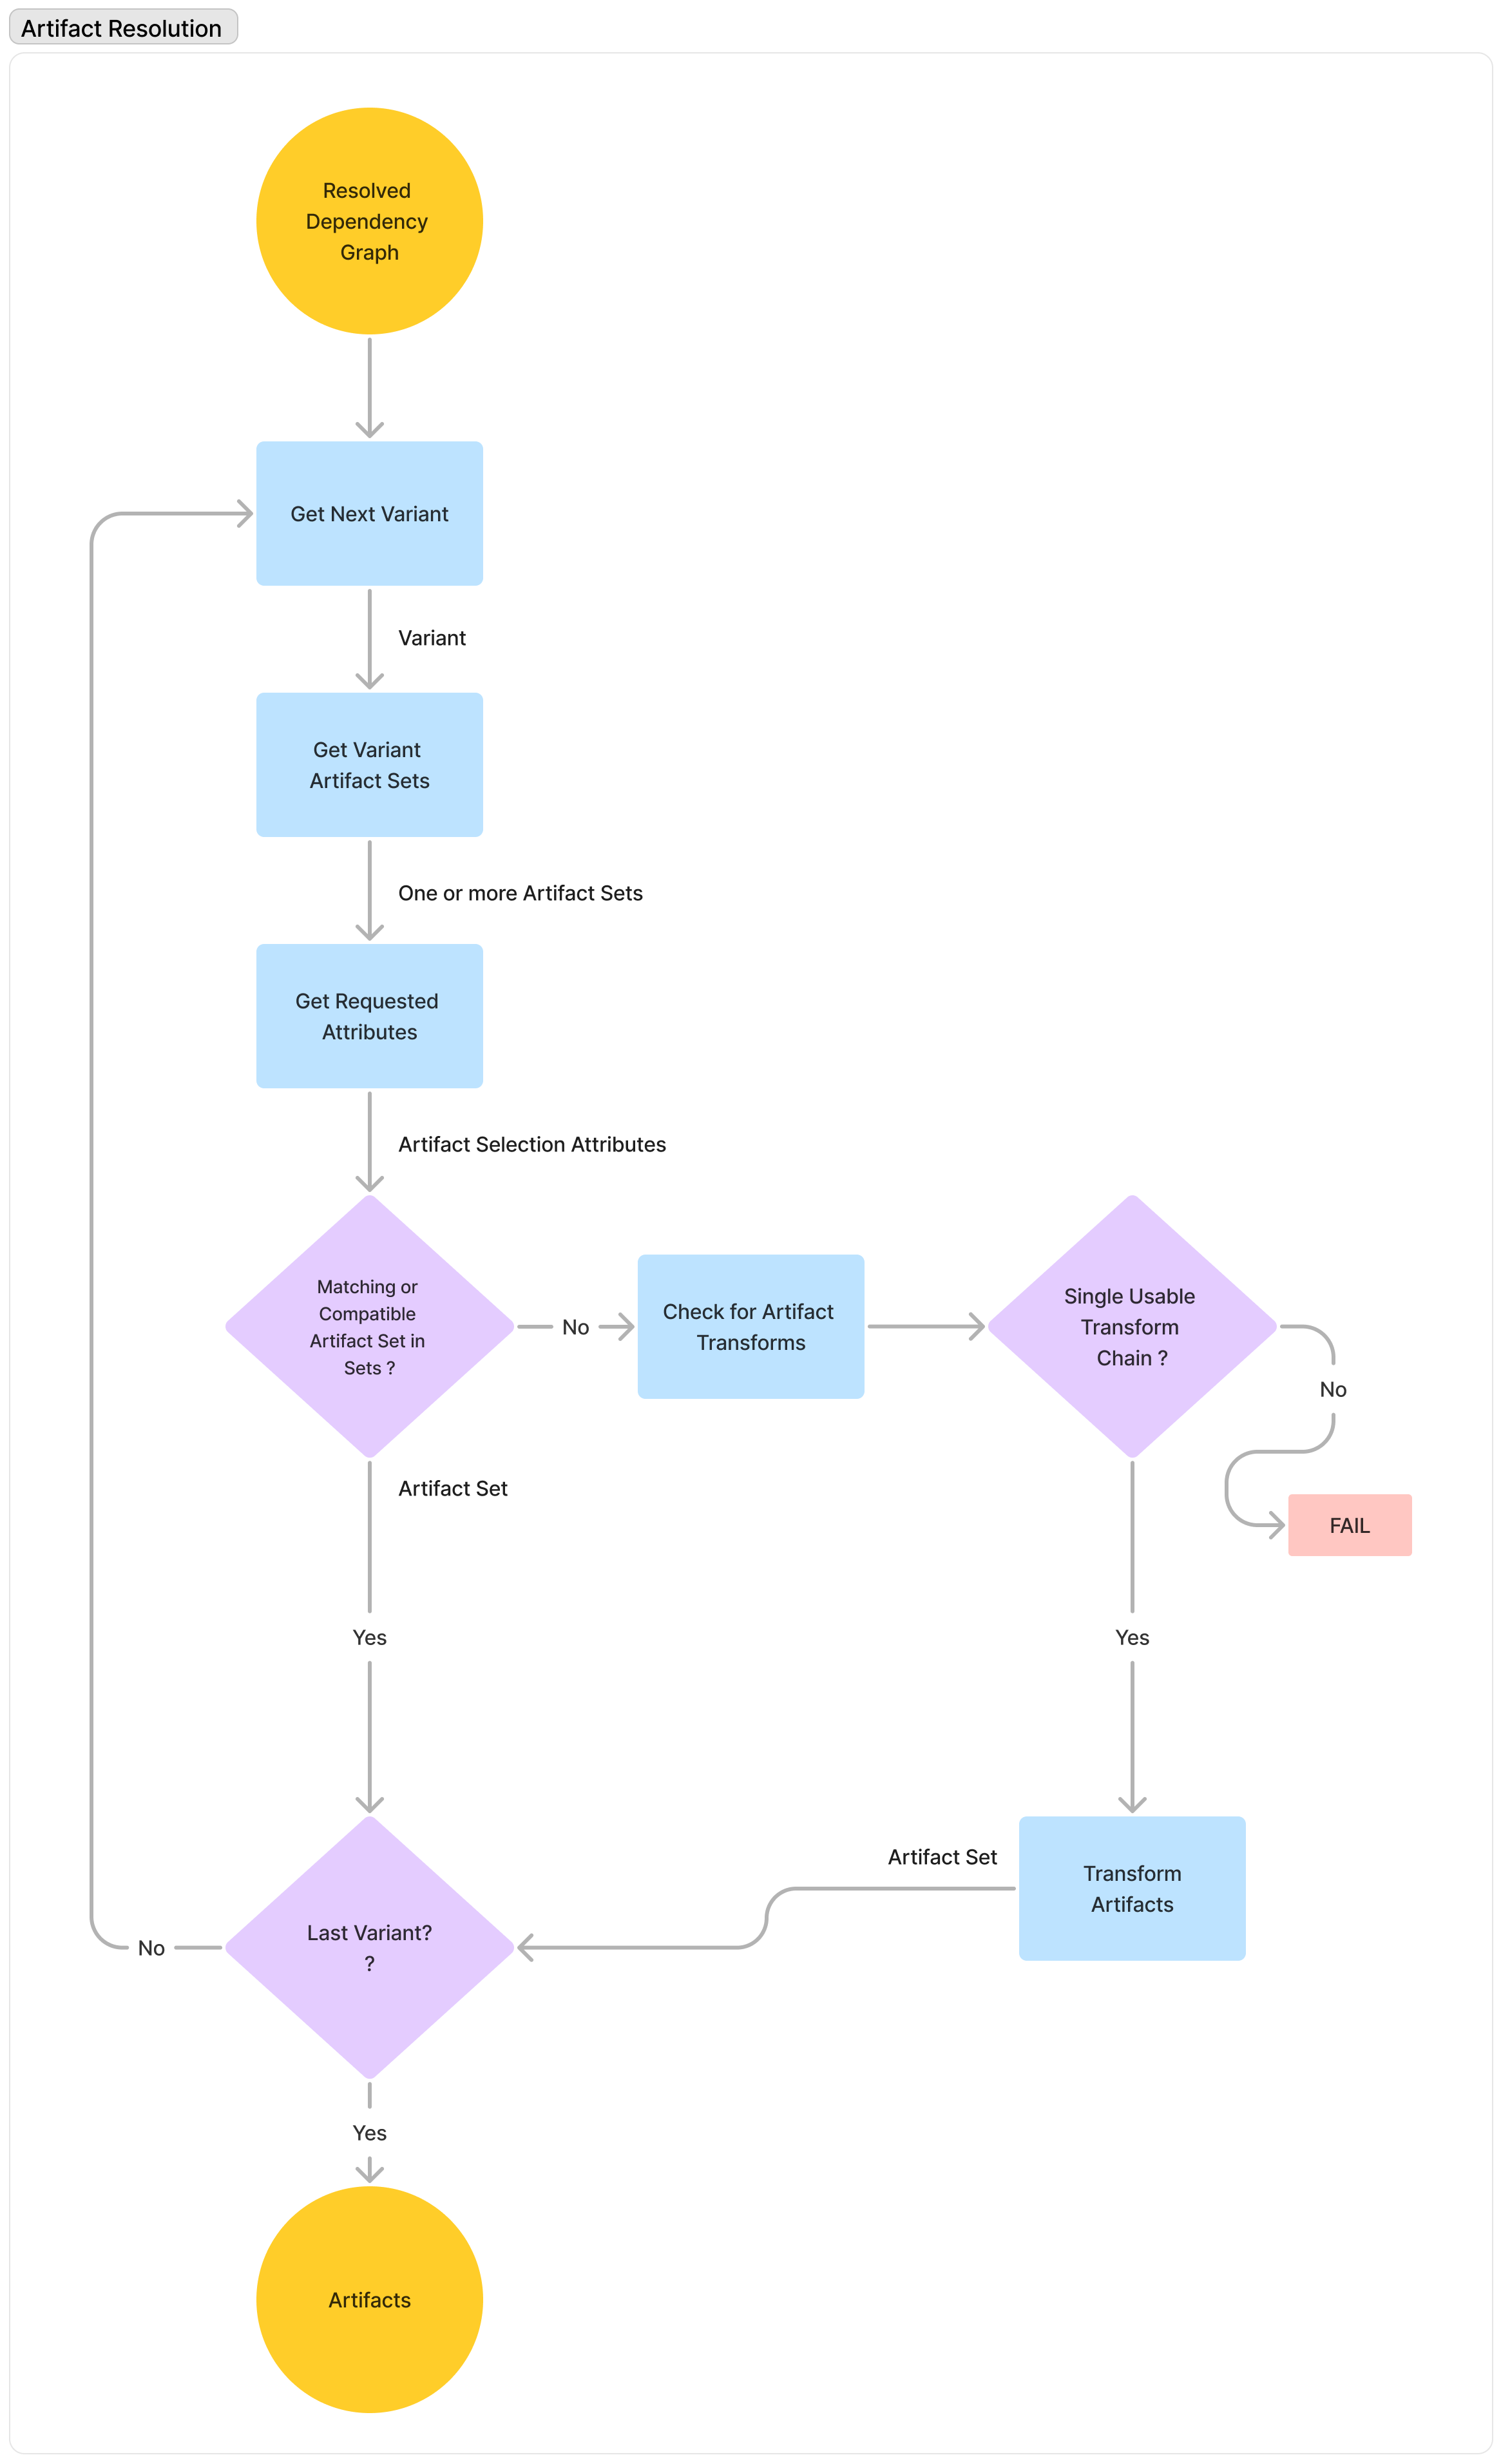 Artifact Resolution
Resolved
Dependency
Graph
Get Next Variant
Variant
Get Variant
Artifact Sets
One or more Artifact Sets
Get Requested
Attributes
Artifact Selection Attributes
Matching or
Compatible
Artifact Set in
Sets ?
No
Check for Artifact
Transforms
Single Usable
Transform
Chain ?
No
FAIL
Artifact Set
Yes
Yes
Artifact Set
Transform
Artifacts
Last Variant?
?
No
Yes
Artifacts